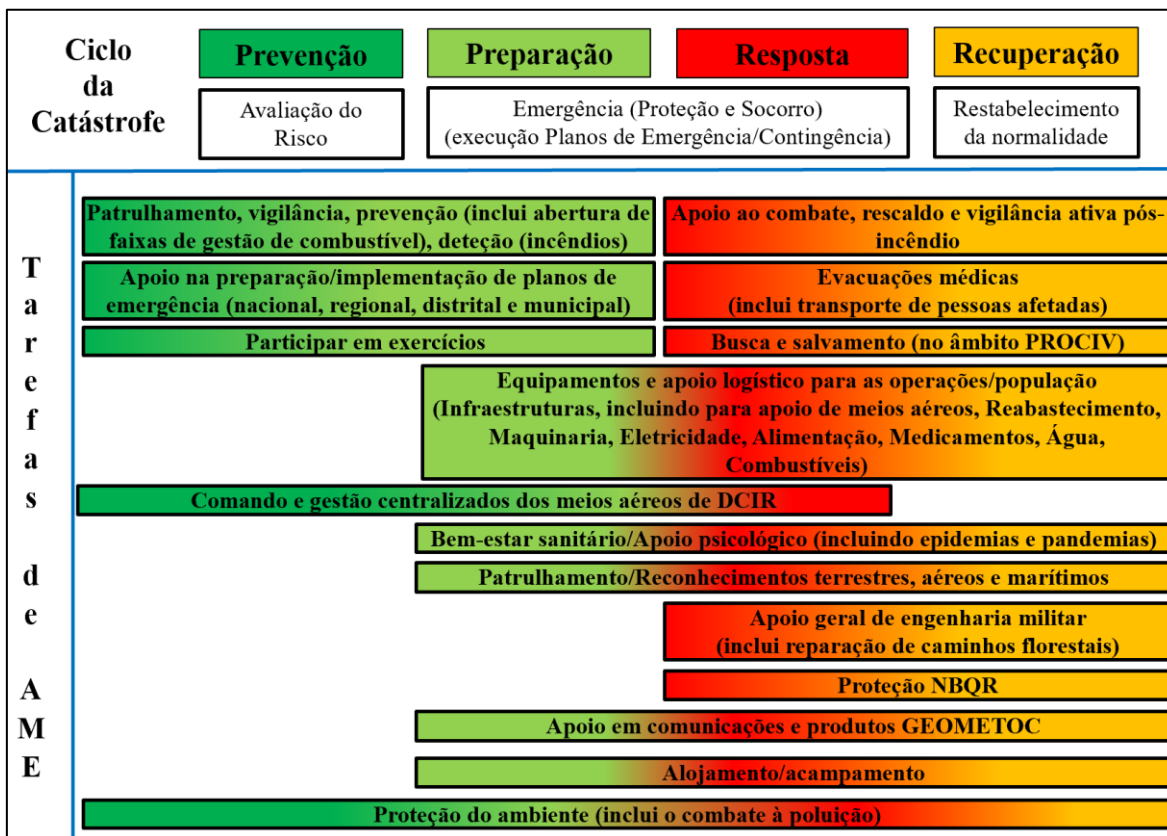 Ciclo
da
Catástrofe
Prevenção
Preparação
Resposta
Recuperação
Avaliação do
Risco
Emergência (Proteção e Socorro)
(execução Planos de Emergência/Contingência)
Restabelecimento
da normalidade
Tarefas de AME
Patrulhamento, vigilância, prevenção (inclui abertura de
faixas de gestão de combustível), deteção (incêndios)
Apoio ao combate, rescaldo e vigilância ativa pós-
incêndio
Apoio na preparação/implementação de planos de
emergência (nacional, regional, distrital e municipal)
Evacuações médicas
(inclui transporte de pessoas afetadas)
Participar em exercícios
Busca e salvamento (no âmbito PROCIV)
Equipamentos e apoio logístico para as operações/população
(Infraestruturas, incluindo para apoio de meios aéreos, Reabastecimento,
Maquinaria, Eletricidade, Alimentação, Medicamentos, Água,
Combustíveis)
Comando e gestão centralizados dos meios aéreos de DCIR
Bem-estar sanitário/Apoio psicológico (incluindo epidemias e pandemias)
Patrulhamento/Reconhecimentos terrestres, aéreos e marítimos
Apoio geral de engenharia militar
(inclui reparação de caminhos florestais)
Proteção NBQR
Apoio em comunicações e produtos GEOMETOC
Alojamento/acampamento
Proteção do ambiente (inclui o combate à poluição)